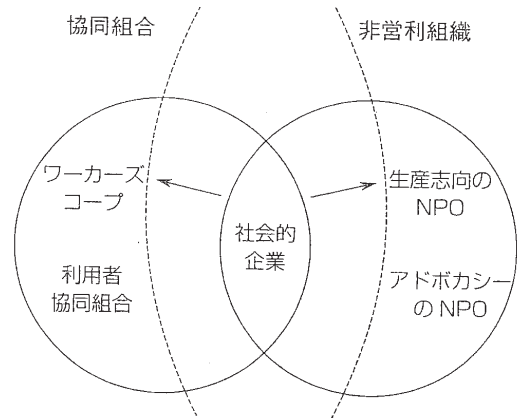 協同組合
非営利組織
ワーカーズ
コープ
利用者
協同組合
社会的
企業
生産志向の
NPO
アドボカシー
のNPO